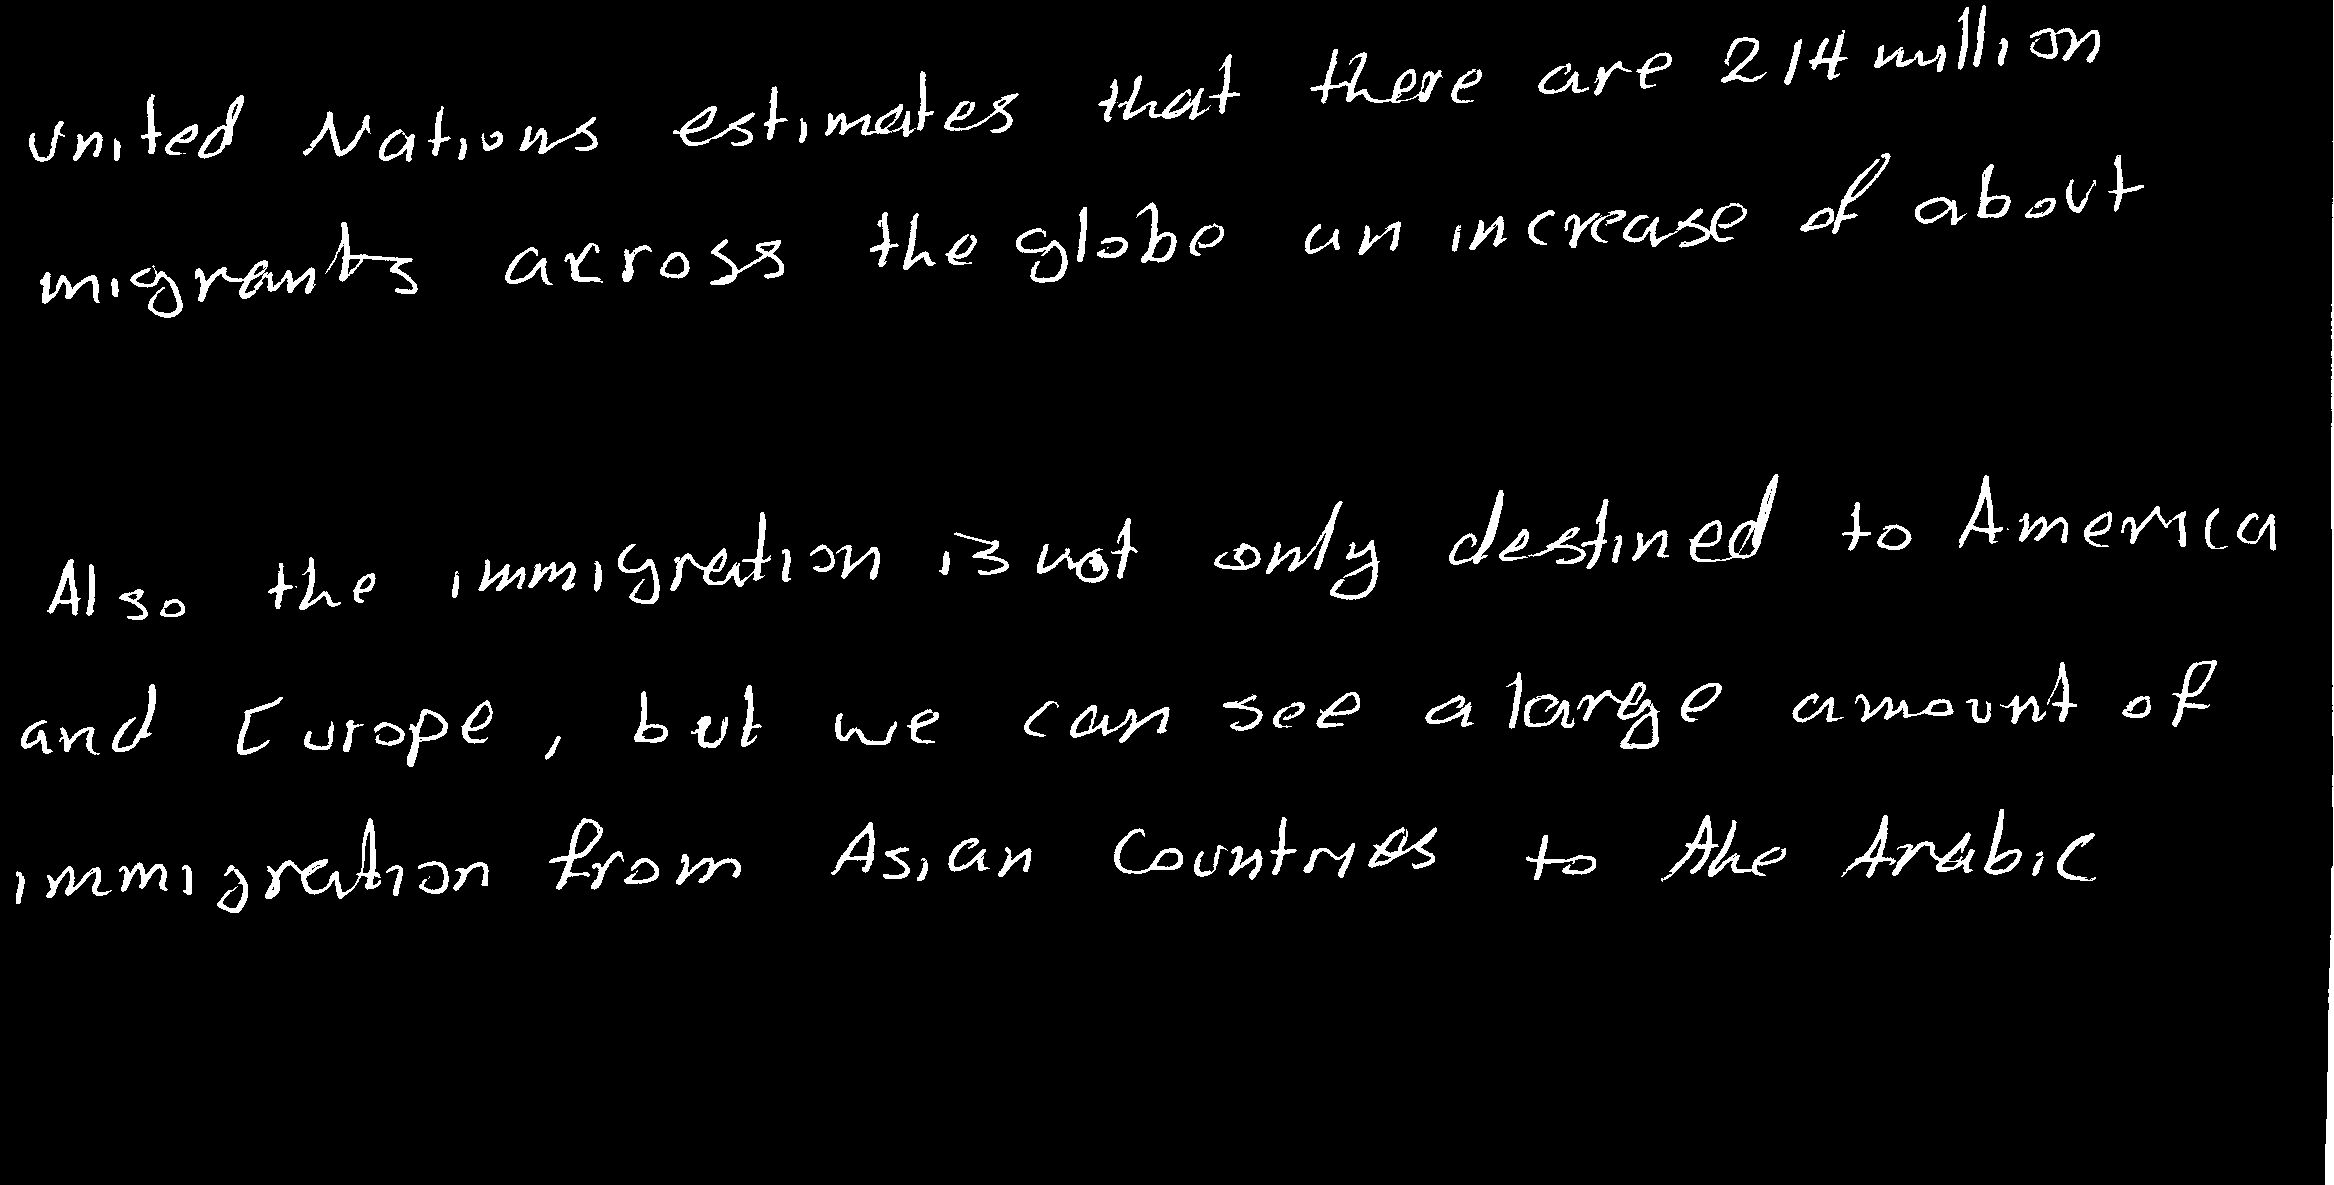 United Nations estimates that there are 214 million
migrants across the globe an increase of about
Also the immigration is not only destined to America
and Europe, but we can see a large amount of
immigration from Asian Countryes to the Arabic